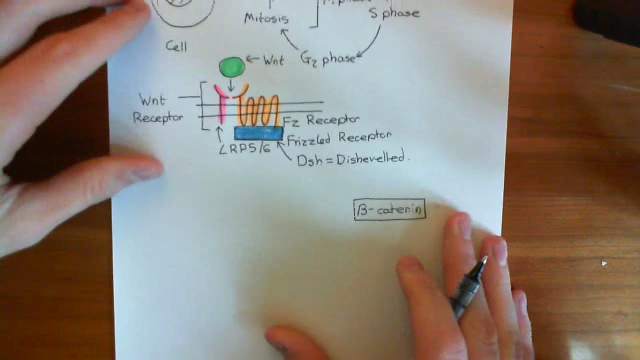 Mitosis
S phase
Cell
G2 phase
Wnt
Wnt
Receptor
Fz Receptor
Frizzled Receptor
LRP5/6
Dsh = Dishevelled.
β-catenin